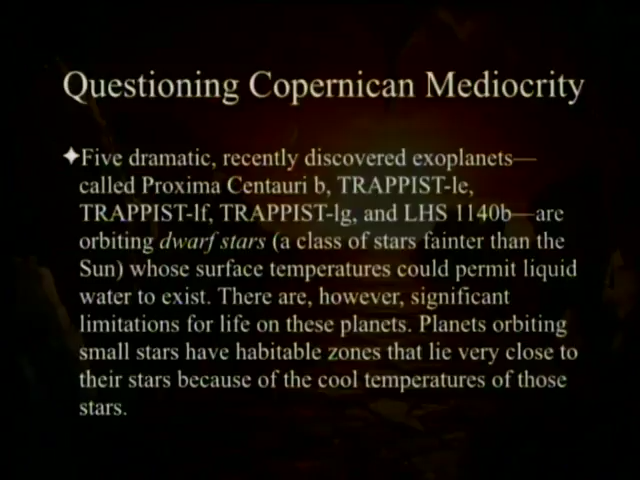 Questioning Copernican Mediocrity
✦Five dramatic, recently discovered exoplanets—
called Proxima Centauri b, TRAPPIST-le,
TRAPPIST-lf, TRAPPIST-lg, and LHS 1140b—are
orbiting dwarf stars (a class of stars fainter than the
Sun) whose surface temperatures could permit liquid
water to exist. There are, however, significant
limitations for life on these planets. Planets orbiting
small stars have habitable zones that lie very close to
their stars because of the cool temperatures of those
stars.